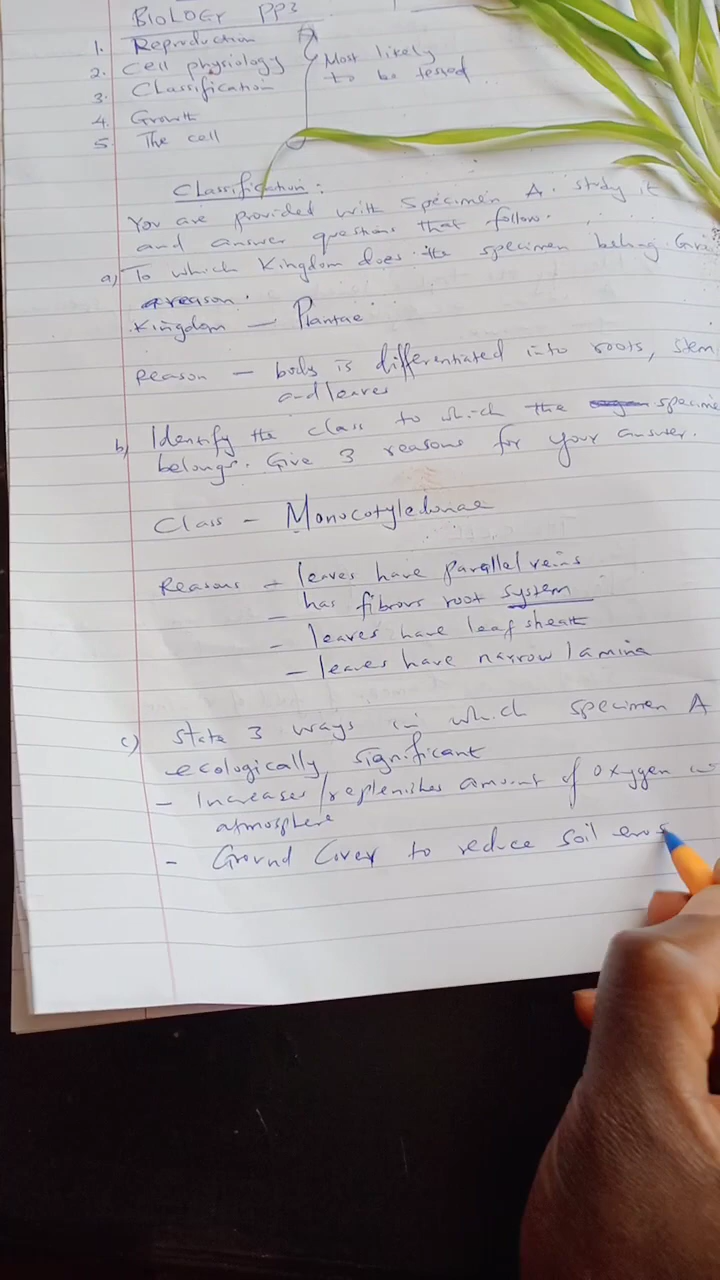 BIOLOGY PP3
1. Reproduction
2. Cell physiology
3. Classification
4. Growth
5. The cell
Most likely
to be tested
Classification:
You are provided with specimen A. study it
and answer questions that follow.
a) To which Kingdom does the specimen belong. Give
a reason.
Kingdom – Plantae
Reason – body is differentiated into roots, stem
and leaves
b) Identify the class to which the specime
belongs. Give 3 reasons for your answer.
Class – Monocotyledonae
Reasons – leaves have parallel veins
– has fibrous root system
– leaves have leaf sheath
– leaves have narrow lamina
c) State 3 ways in which specimen A
ecologically significant
– Increases/replenishes amount of oxygen in
atmosphere
– Ground Cover to reduce soil eros